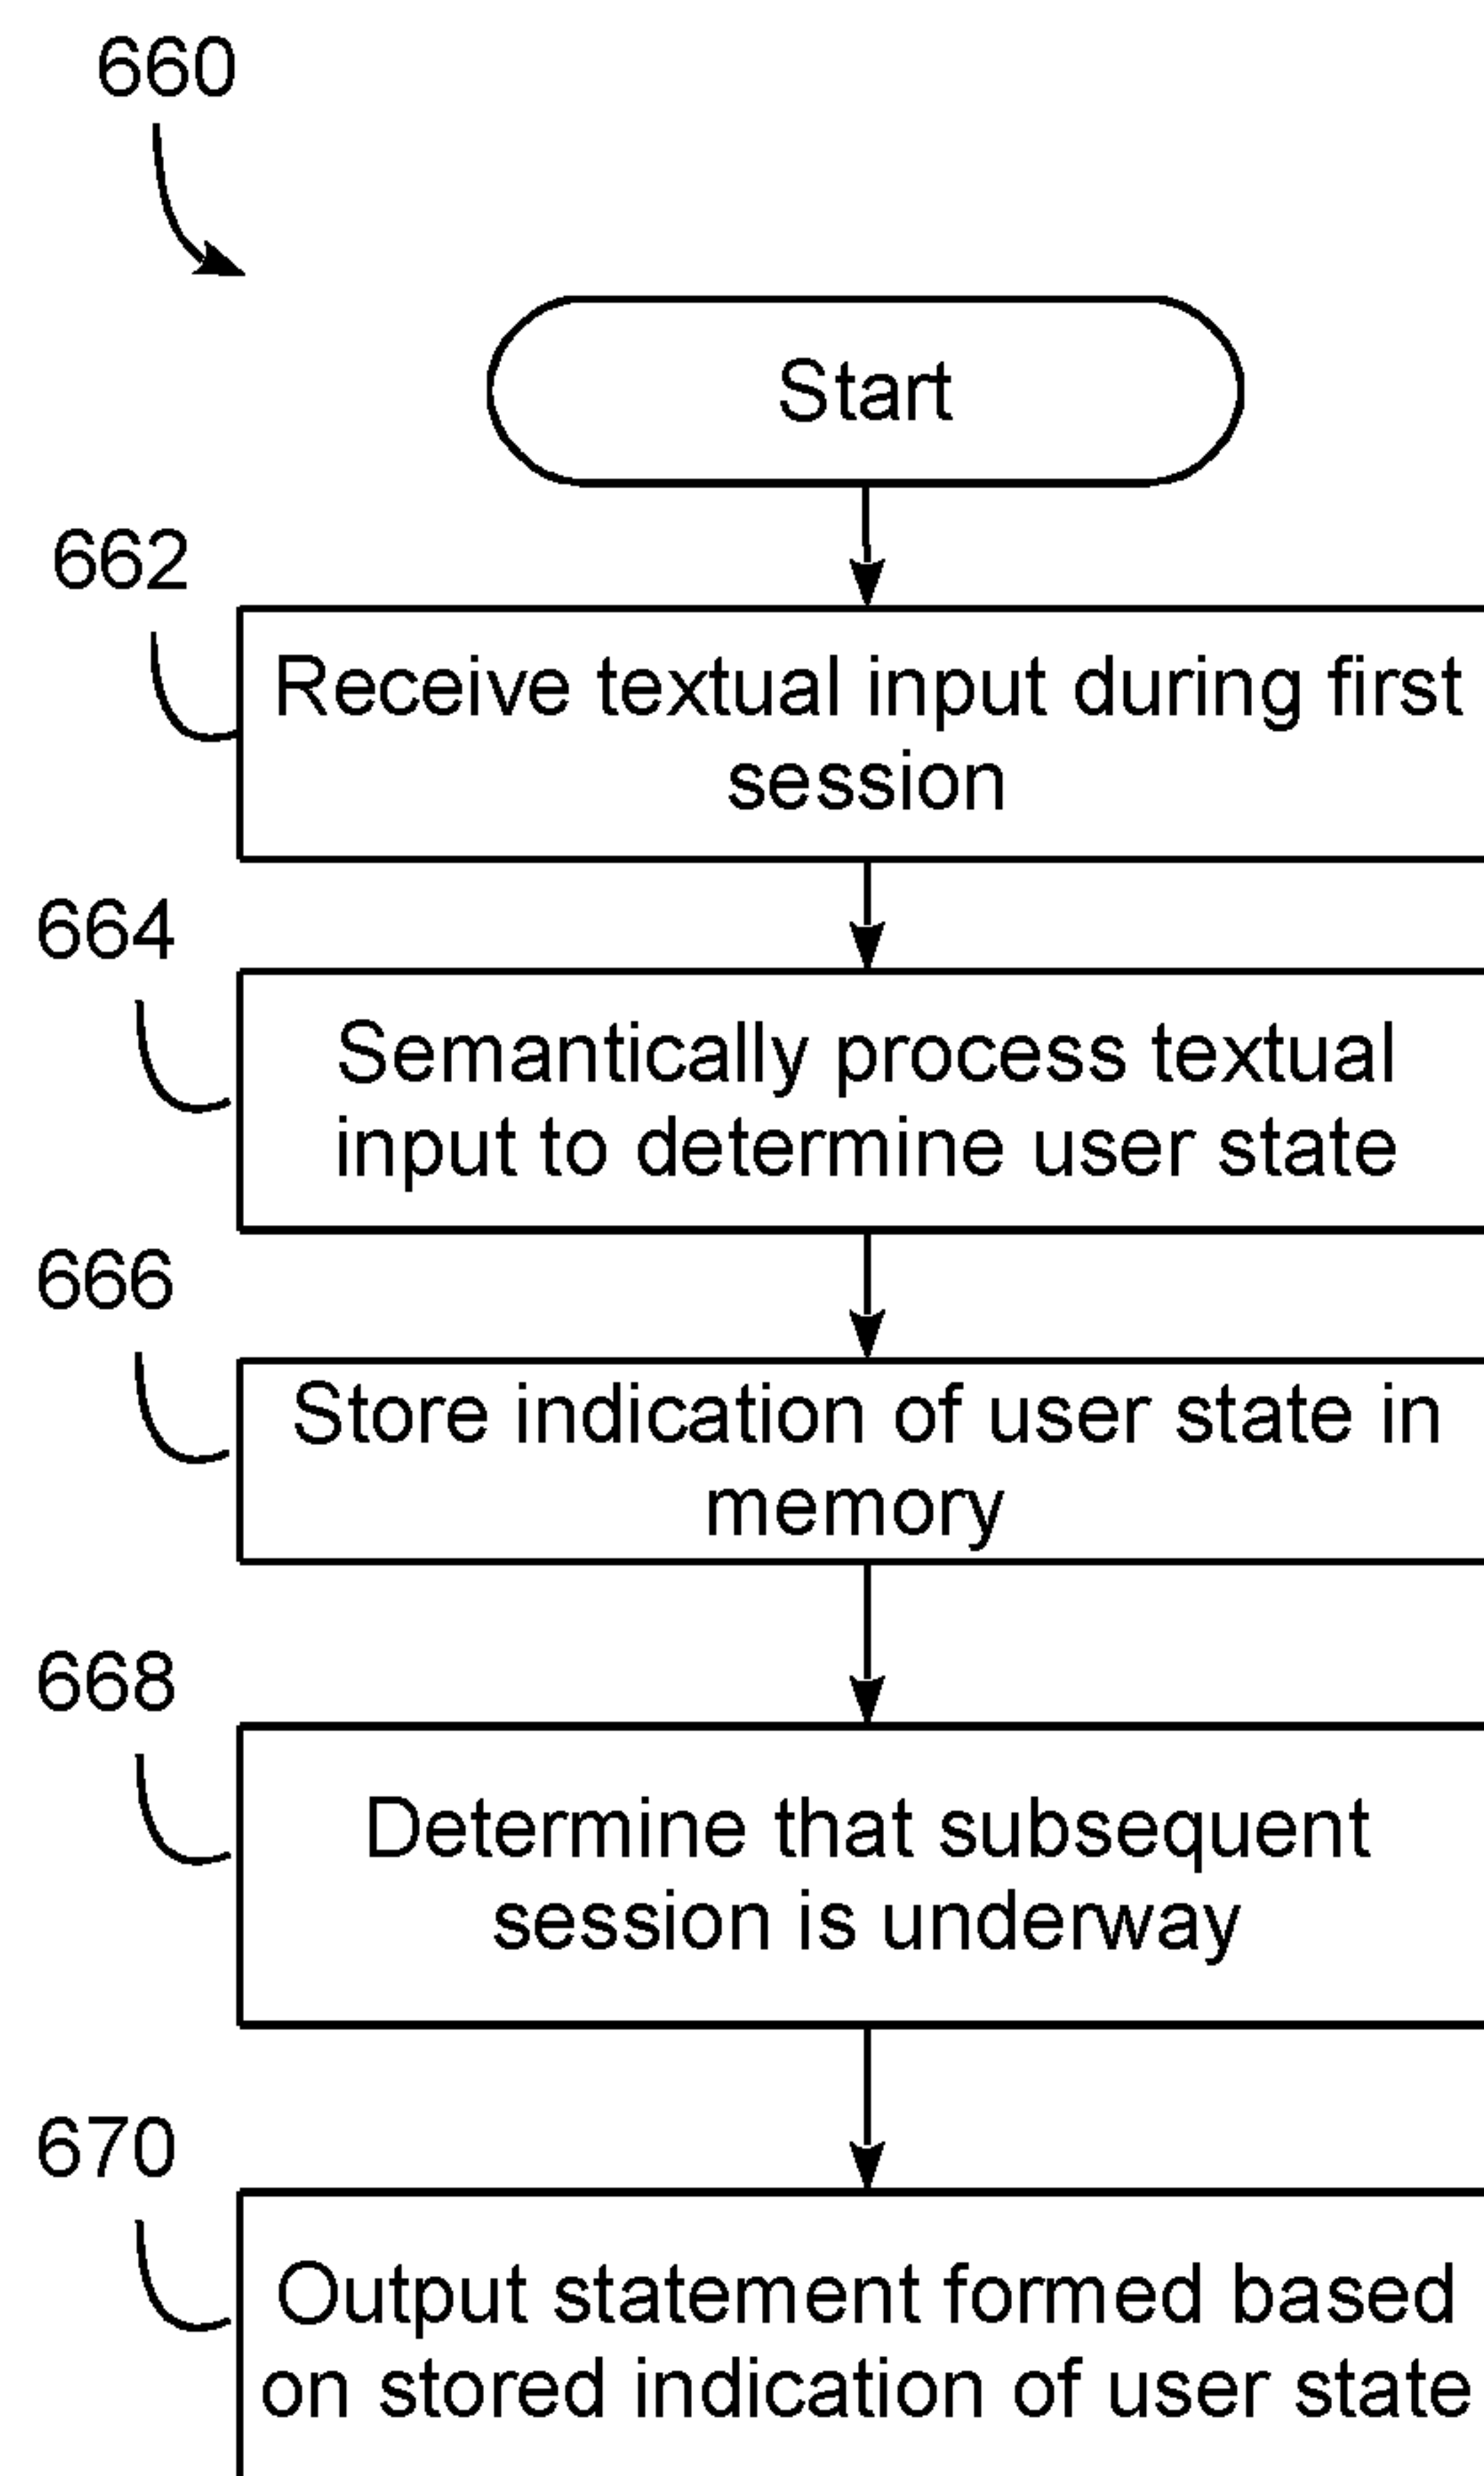 660
Start
662
Receive textual input during first
session
664
Semantically process textual
input to determine user state
666
Store indication of user state in
memory
668
Determine that subsequent
session is underway
670
Output statement formed based
on stored indication of user state